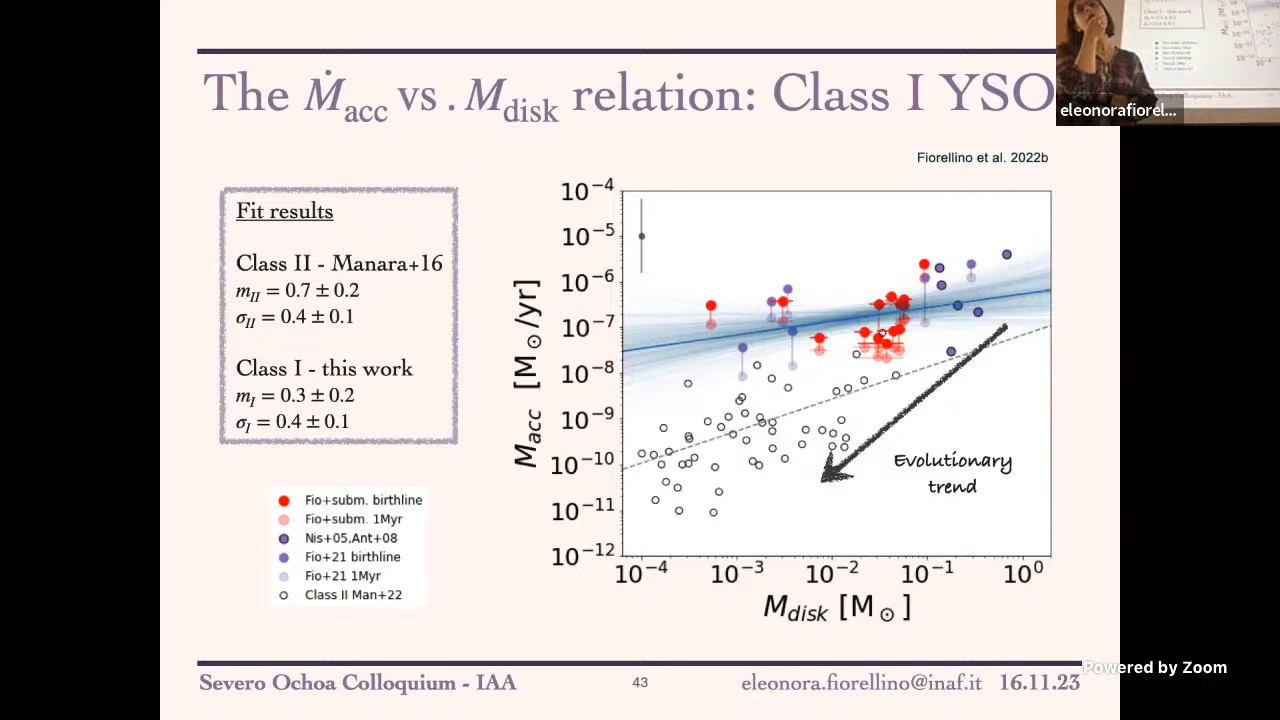 The Ṁacc vs . Mdisk relation: Class I YSO
eleonorafiorel...
Fiorellino et al. 2022b
Fit results
Class II - Manara+16
mII = 0.7 ± 0.2
σII = 0.4 ± 0.1
Class I - this work
mI = 0.3 ± 0.2
σI = 0.4 ± 0.1
Fio+subm. birthline
Fio+subm. 1Myr
Nis+05,Ant+08
Fio+21 birthline
Fio+21 1Myr
Class II Man+22
Ṁacc [M⊙/yr]
10⁻⁴
10⁻⁵
10⁻⁶
10⁻⁷
10⁻⁸
10⁻⁹
10⁻¹⁰
10⁻¹¹
10⁻¹²
Evolutionary
trend
10⁻⁴ 10⁻³ 10⁻² 10⁻¹ 10⁰
Mdisk [M⊙]
Severo Ochoa Colloquium - IAA 43 eleonora.fiorellino@inaf.it 16.11.23
Powered by Zoom